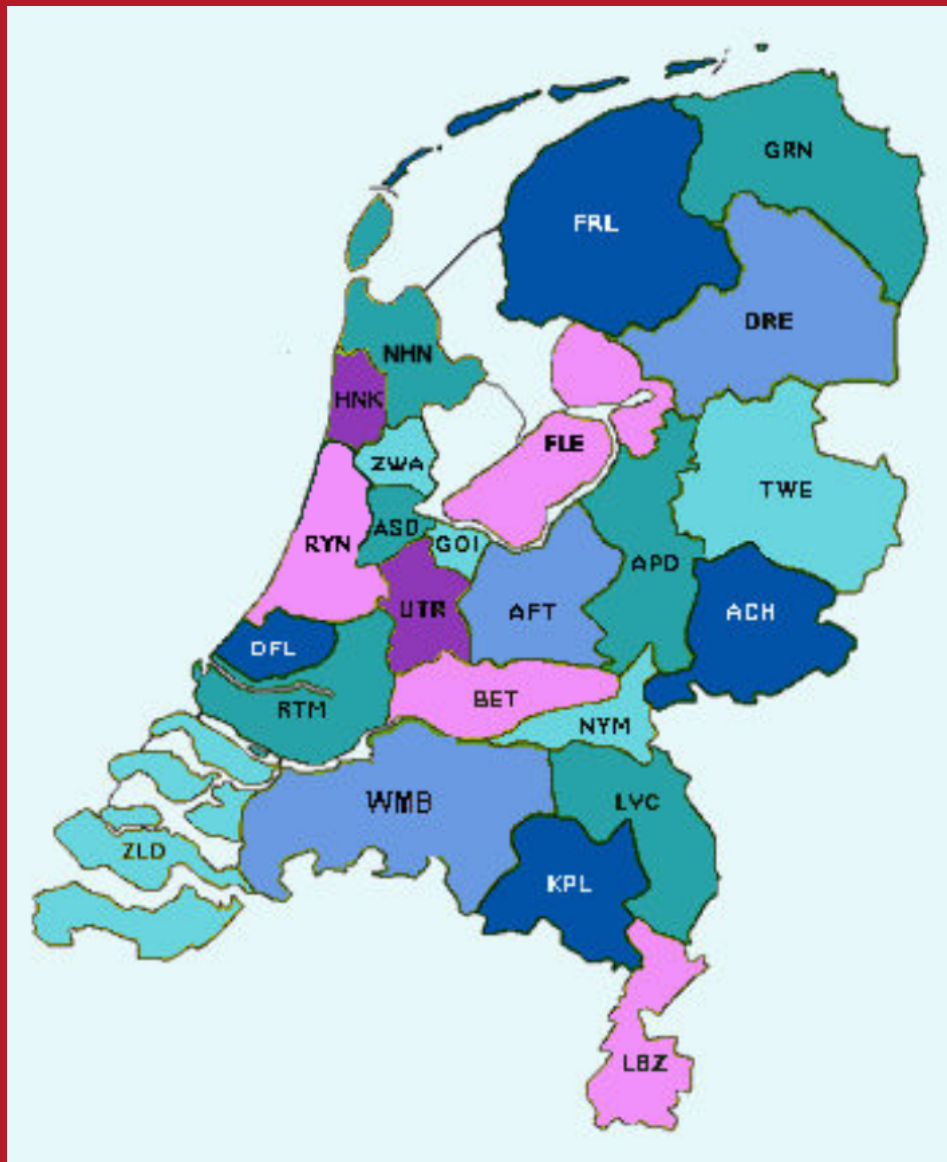 GRN
FRL
DRE
NHN
HNK
FLE
ZWA
TWE
ASD
GOI
RYN
APD
UTR
AFT
ACH
DFL
BET
RTM
NYM
WMB
LVC
ZLD
KPL
LBZ